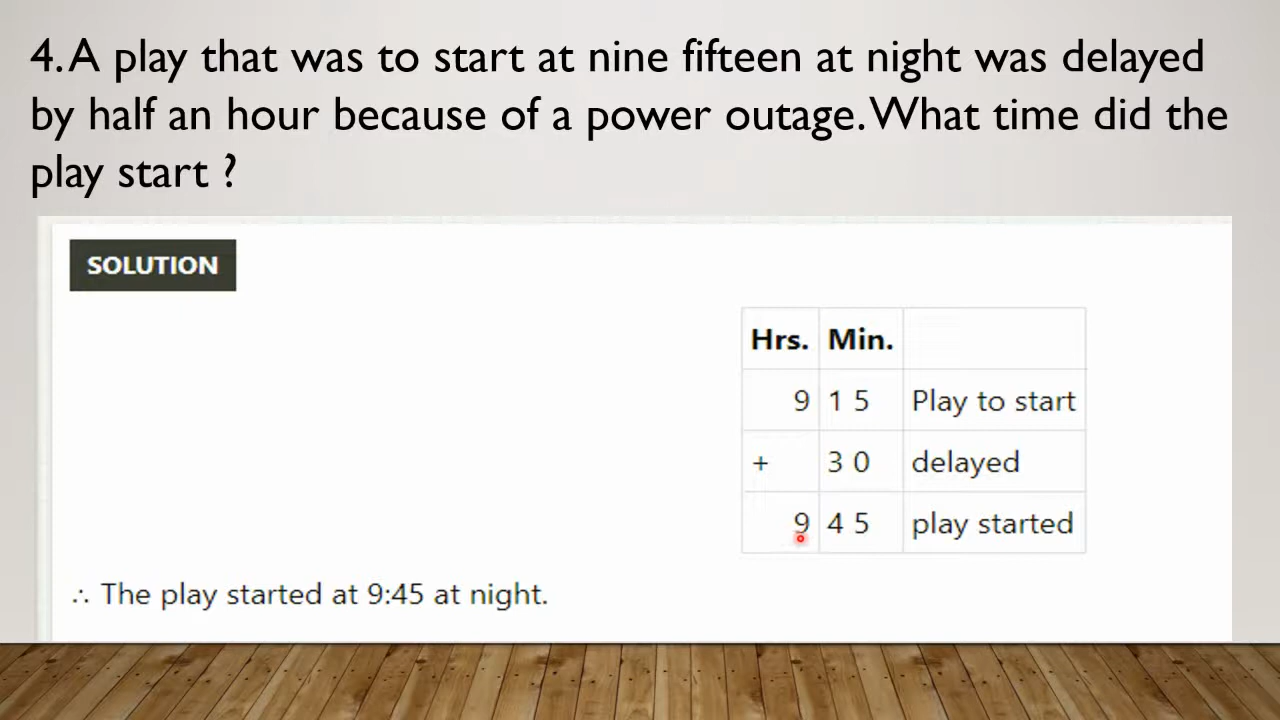 4. A play that was to start at nine fifteen at night was delayed
by half an hour because of a power outage. What time did the
play start ?
SOLUTION
Hrs. Min.
9 1 5 Play to start
+ 3 0 delayed
9 4 5 play started
∴ The play started at 9:45 at night.